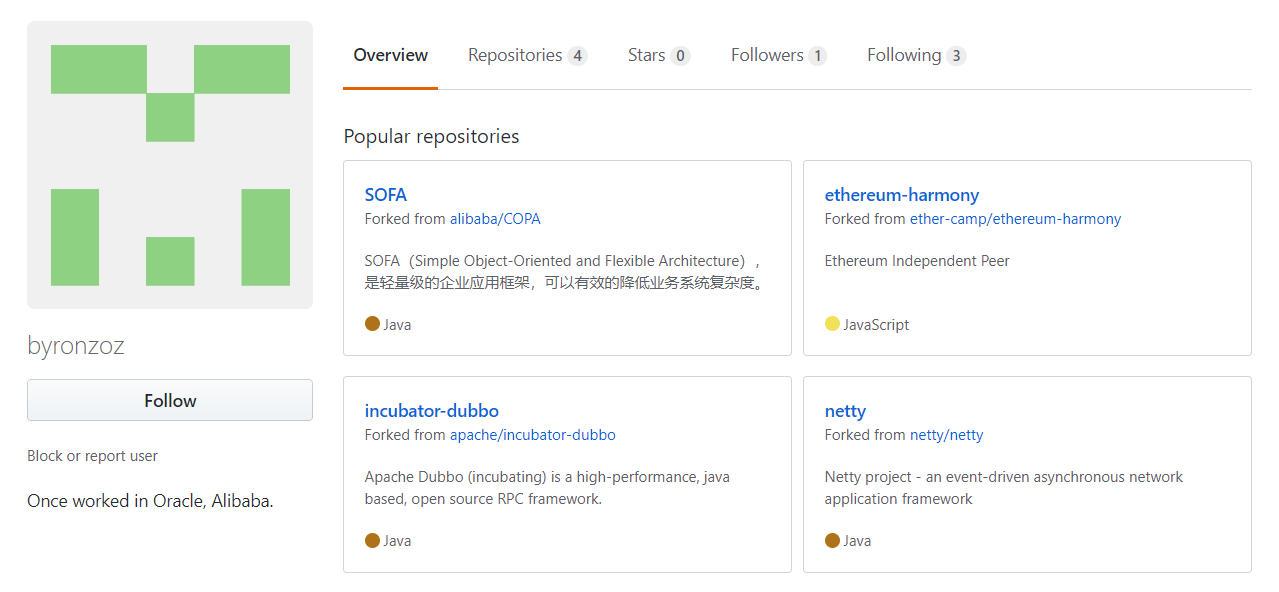 Overview Repositories 4 Stars 0 Followers 1 Following 3
Popular repositories
SOFA
Forked from alibaba/COPA
SOFA（Simple Object-Oriented and Flexible Architecture），
是轻量级的企业应用框架，可以有效的降低业务系统复杂度。
Java
ethereum-harmony
Forked from ether-camp/ethereum-harmony
Ethereum Independent Peer
JavaScript
incubator-dubbo
Forked from apache/incubator-dubbo
Apache Dubbo (incubating) is a high-performance, java
based, open source RPC framework.
Java
netty
Forked from netty/netty
Netty project - an event-driven asynchronous network
application framework
Java
byronzoz
Follow
Block or report user
Once worked in Oracle, Alibaba.